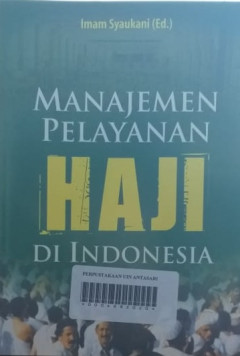 Imam Syaukani (Ed.)
MANAJEMEN
PELAYANAN
HAJI
DI INDONESIA
PERPUSTAKAAN UIN ANTASARI